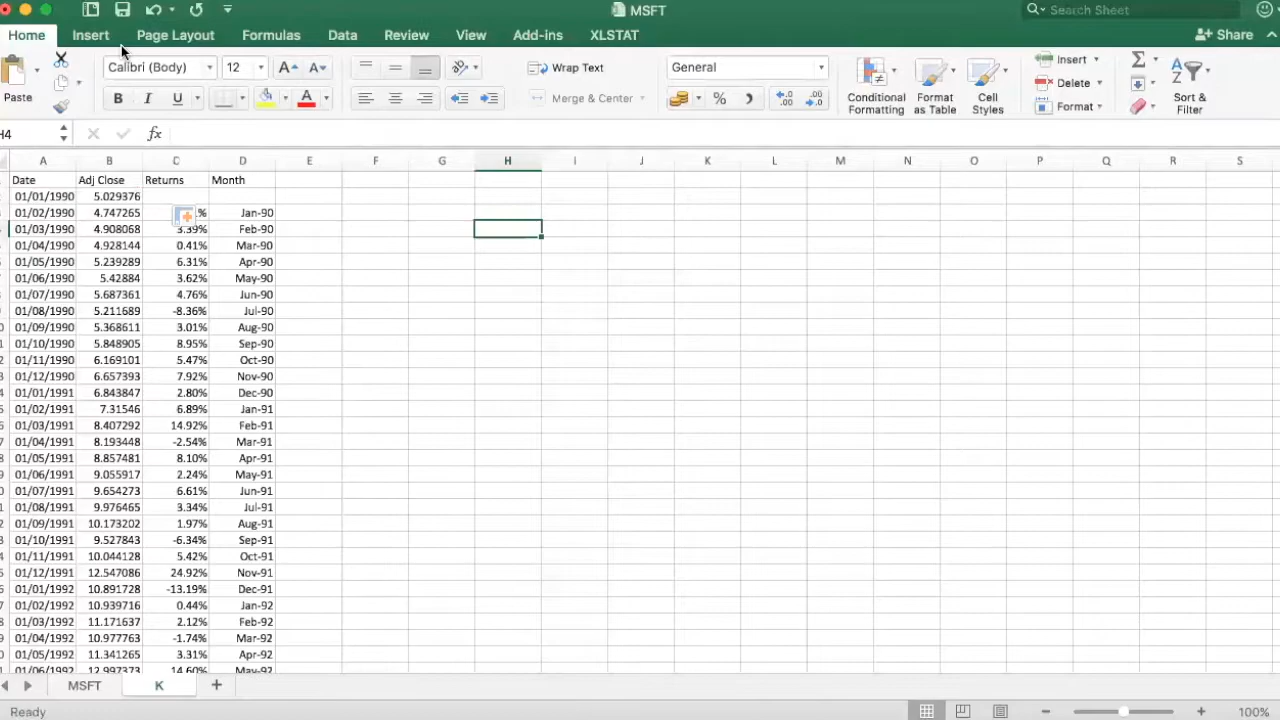 MSFT
Search Sheet
Home Insert Page Layout Formulas Data Review View Add-ins XLSTAT
Share
Calibri (Body) 12 A A Wrap Text General Insert Σ
Delete
Paste B I U A Merge & Center % Conditional Formatting Format as Table Cell Styles Format Sort & Filter
H4 fx
A B C D E F G H I J K L M N O P Q R S
Date Adj Close Returns Month
01/01/1990 5.029376
01/02/1990 4.747265 % Jan-90
01/03/1990 4.908068 3.39% Feb-90
01/04/1990 4.928144 0.41% Mar-90
01/05/1990 5.239289 6.31% Apr-90
01/06/1990 5.42884 3.62% May-90
01/07/1990 5.687361 4.76% Jun-90
01/08/1990 5.211689 -8.36% Jul-90
01/09/1990 5.368611 3.01% Aug-90
01/10/1990 5.848905 8.95% Sep-90
01/11/1990 6.169101 5.47% Oct-90
01/12/1990 6.657393 7.92% Nov-90
01/01/1991 6.843847 2.80% Dec-90
01/02/1991 7.31546 6.89% Jan-91
01/03/1991 8.407292 14.92% Feb-91
01/04/1991 8.193448 -2.54% Mar-91
01/05/1991 8.857481 8.10% Apr-91
01/06/1991 9.055917 2.24% May-91
01/07/1991 9.654273 6.61% Jun-91
01/08/1991 9.976465 3.34% Jul-91
01/09/1991 10.173202 1.97% Aug-91
01/10/1991 9.527843 -6.34% Sep-91
01/11/1991 10.044128 5.42% Oct-91
01/12/1991 12.547086 24.92% Nov-91
01/01/1992 10.891728 -13.19% Dec-91
01/02/1992 10.939716 0.44% Jan-92
01/03/1992 11.171637 2.12% Feb-92
01/04/1992 10.977763 -1.74% Mar-92
01/05/1992 11.341265 3.31% Apr-92
01/06/1992 12.997373 14.60% May-92
MSFT K
Ready 100%